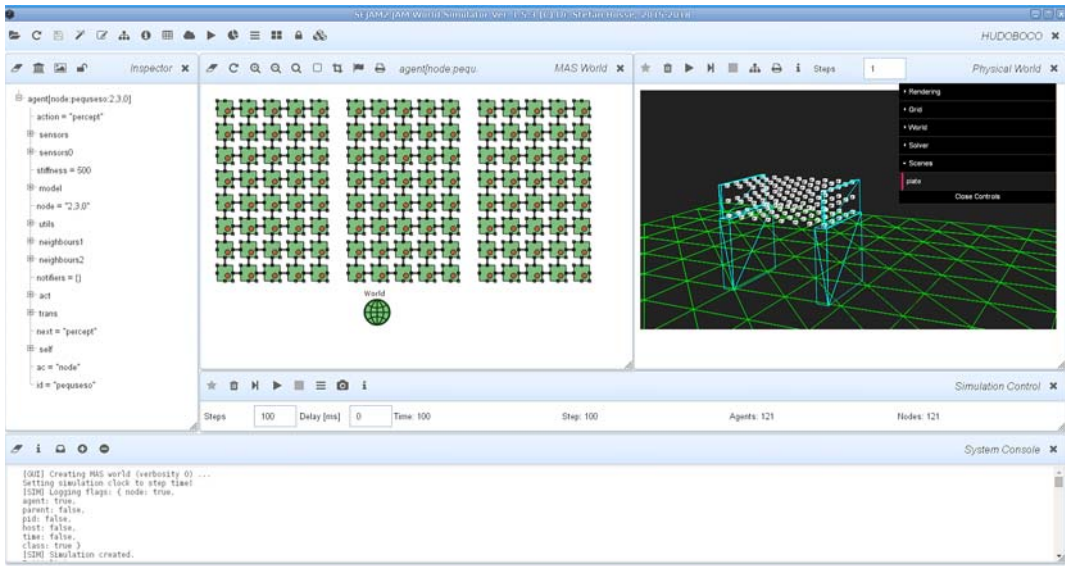 SEJAM2 JAM World Simulator Ver. 1.5.3 (C) Dr. Stefan Bosse, 2015-2018
HUDOBOCO
Inspector
agent[node:pequ.
MAS World
Steps
1
Physical World
agent[node:pequseso:2,3,0]
action = "percept"
sensors
sensors0
stiffness = 500
model
node = "2,3,0"
utils
neighbours1
neighbours2
notifiers = []
act
trans
next = "percept"
self
ac = "node"
id = "pequseso"
World
Rendering
Grid
World
Solver
Scenes
plate
Close Controls
Simulation Control
Steps
100
Delay [ms]
0
Time: 100
Step: 100
Agents: 121
Nodes: 121
System Console
[GUI] Creating MAS world (verbosity 0) ...
Setting simulation clock to step time!
[SIM] Logging flags: { node: true,
agent: true,
parent: false,
pid: false,
host: false,
time: false,
class: true }
[SIM] Simulation created.